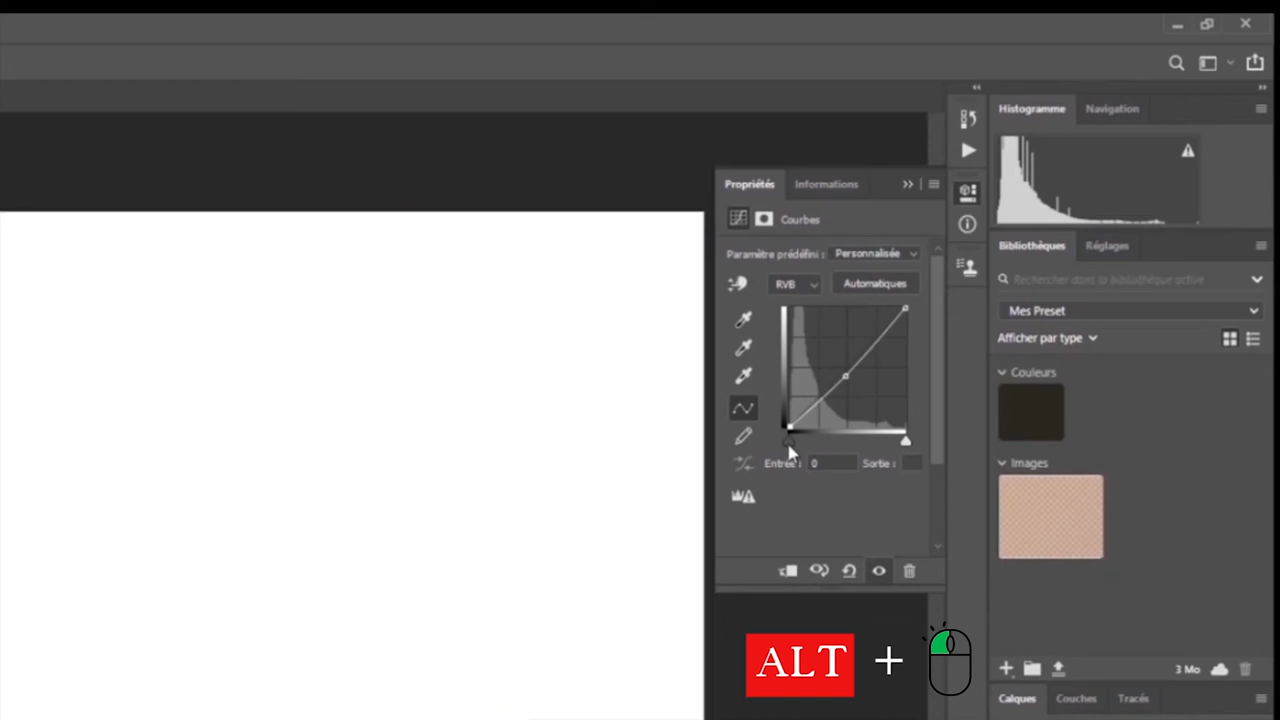 Histogramme Navigation
Propriétés Informations
Courbes
Paramètre prédéfini : Personnalisée
RVB Automatiques
Entrée : 0 Sortie :
Bibliothèques Réglages
Rechercher dans la bibliothèque active
Mes Preset
Afficher par type
Couleurs
Images
3 Mo
Calques Couches Tracés
ALT +